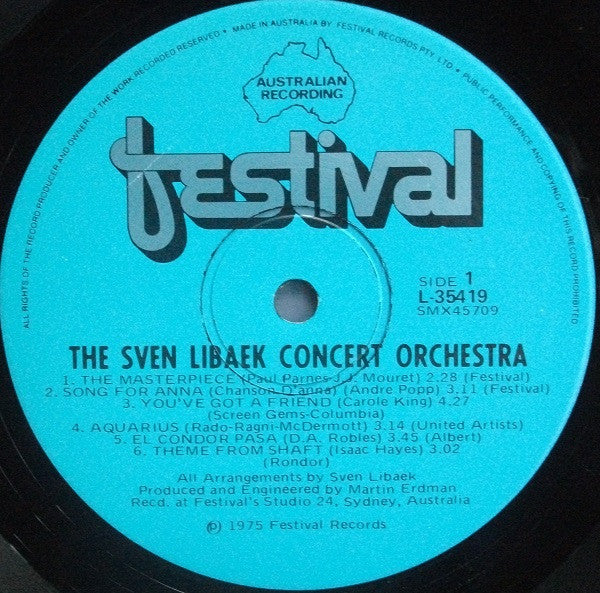 ALL RIGHTS OF THE RECORD PRODUCER AND OWNER OF THE WORK RECORDED RESERVED • MADE IN AUSTRALIA BY FESTIVAL RECORDS PTY. LTD • PUBLIC PERFORMANCE AND COPYING OF THIS RECORD PROHIBITED
AUSTRALIAN
RECORDING
festival
SIDE 1
L-35419
SMX45709
THE SVEN LIBAEK CONCERT ORCHESTRA
1. THE MASTERPIECE (Paul Parnes-J.J. Mouret) 2.28 (Festival)
2. SONG FOR ANNA (Chanson D'anna) (Andre Popp) 3.11 (Festival)
3. YOU'VE GOT A FRIEND (Carole King) 4.27
(Screen Gems-Columbia)
4. AQUARIUS (Rado-Ragni-McDermott) 3.14 (United Artists)
5. EL CONDOR PASA (D.A. Robles) 3.45 (Albert)
6. THEME FROM SHAFT (Isaac Hayes) 3.02
(Rondor)
All Arrangements by Sven Libaek
Produced and Engineered by Martin Erdman
Recd. at Festival's Studio 24, Sydney, Australia
℗ 1975 Festival Records